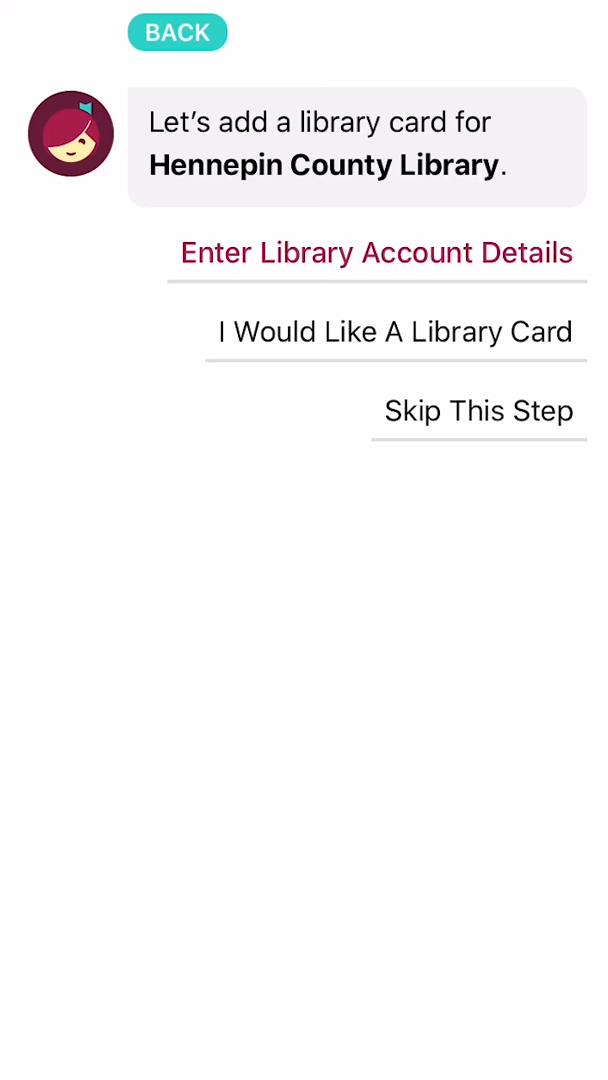 BACK
Let’s add a library card for
Hennepin County Library.
Enter Library Account Details
I Would Like A Library Card
Skip This Step